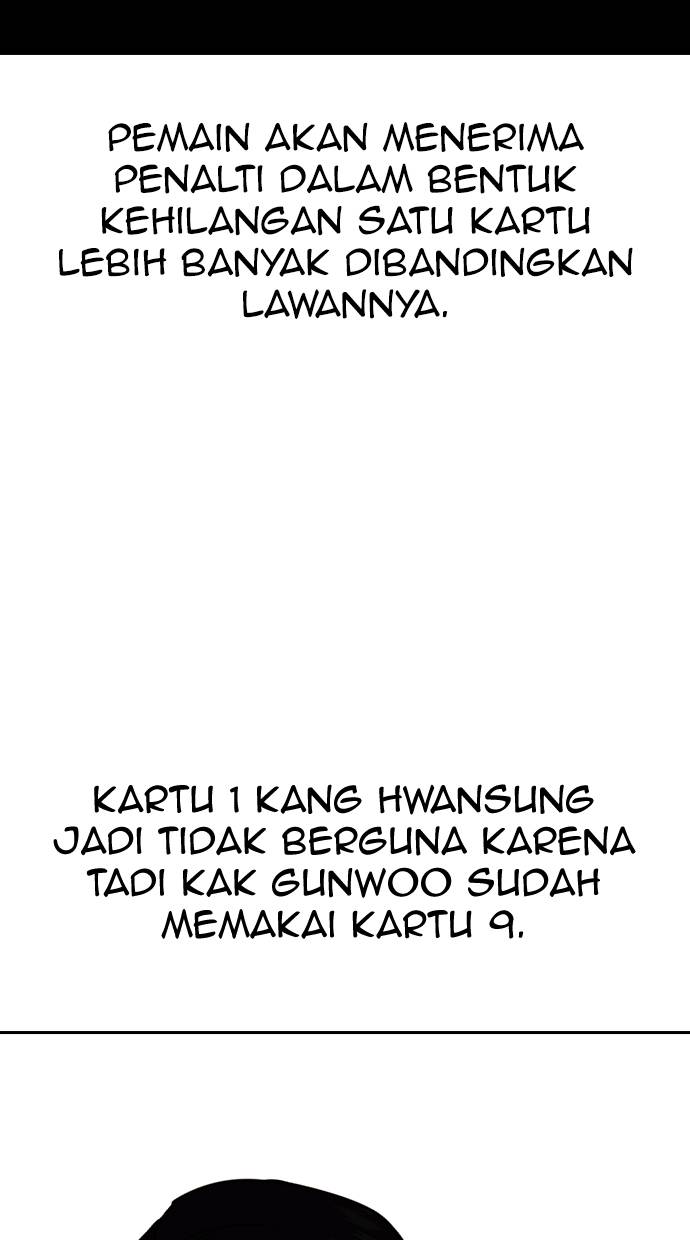 PEMAIN AKAN MENERIMA
PENALTI DALAM BENTUK
KEHILANGAN SATU KARTU
LEBIH BANYAK DIBANDINGKAN
LAWANNYA.
KARTU 1 KANG HWANSUNG
JADI TIDAK BERGUNA KARENA
TADI KAK GUNWOO SUDAH
MEMAKAI KARTU 9.